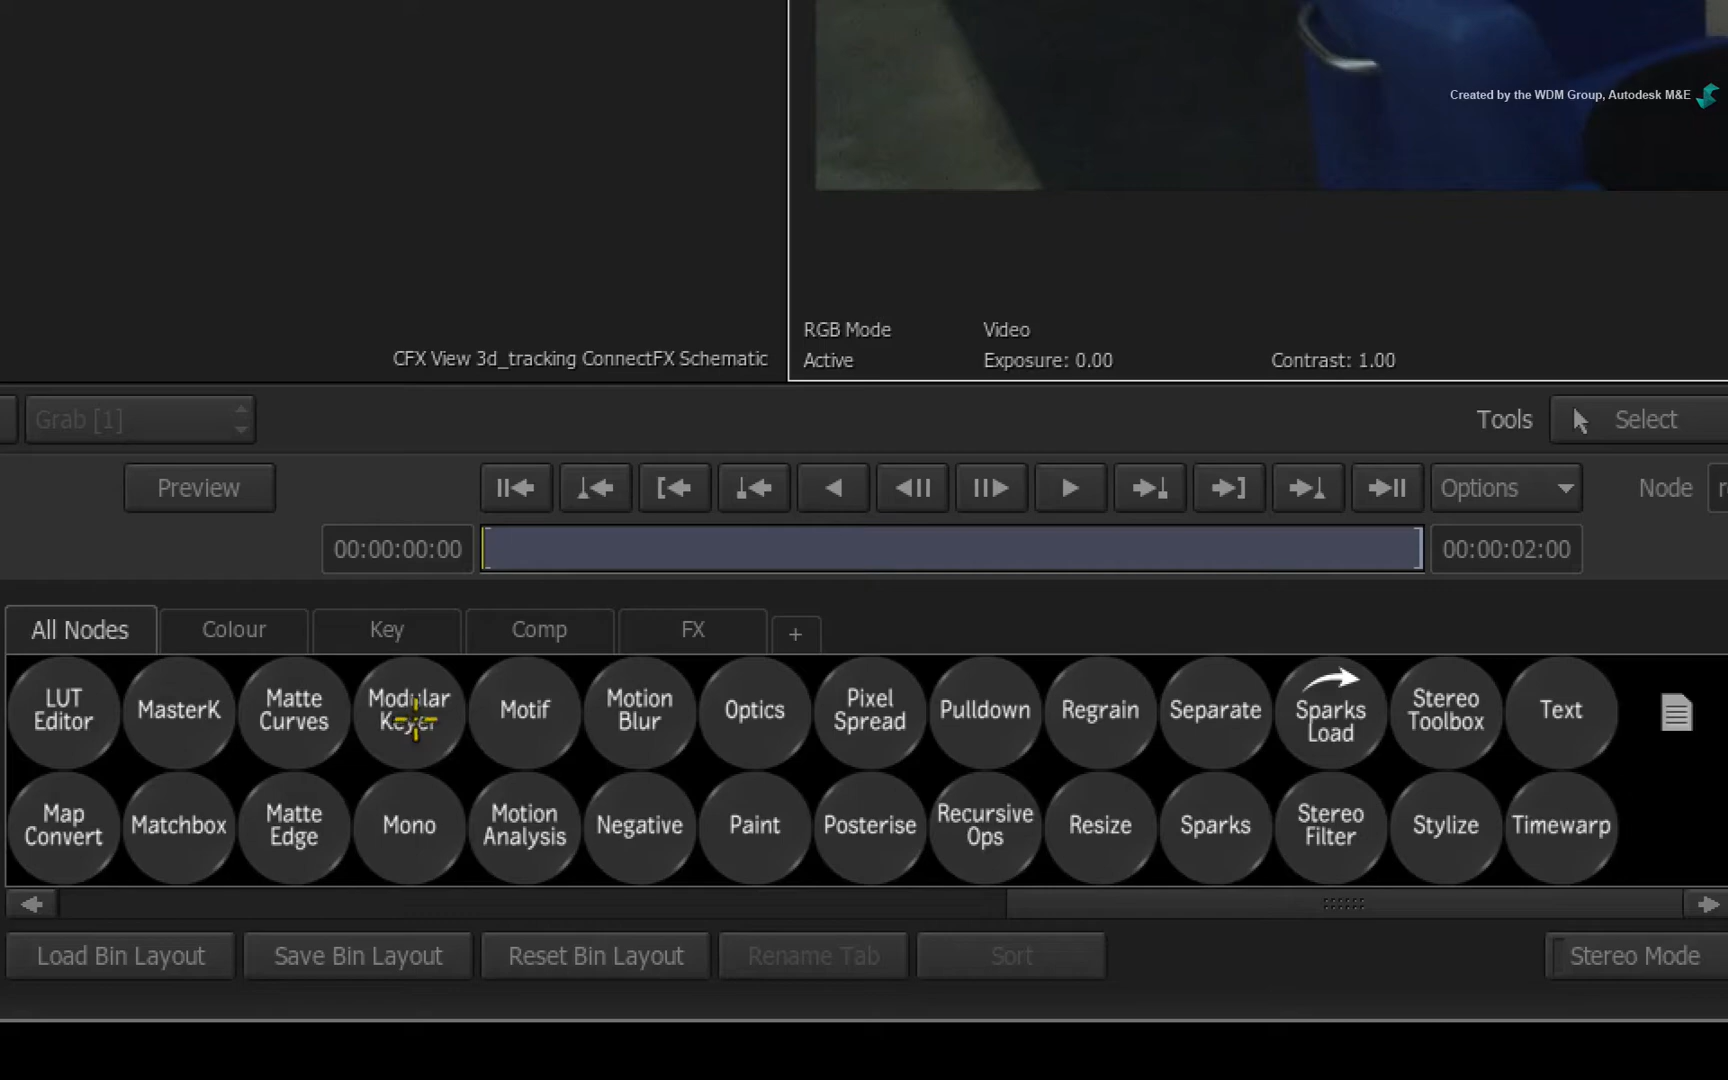 Created by the WDM Group, Autodesk M&E
RGB Mode Video
CFX View 3d_tracking ConnectFX Schematic Active Exposure: 0.00 Contrast: 1.00
Grab [1] Tools Select
Preview Options Node
00:00:00:00 00:00:02:00
All Nodes Colour Key Comp FX +
LUT Editor
MasterK
Matte Curves
Modular Keyer
Motif
Motion Blur
Optics
Pixel Spread
Pulldown
Regrain
Separate
Sparks Load
Stereo Toolbox
Text
Map Convert
Matchbox
Matte Edge
Mono
Motion Analysis
Negative
Paint
Posterise
Recursive Ops
Resize
Sparks
Stereo Filter
Stylize
Timewarp
Load Bin Layout Save Bin Layout Reset Bin Layout Rename Tab Sort Stereo Mode